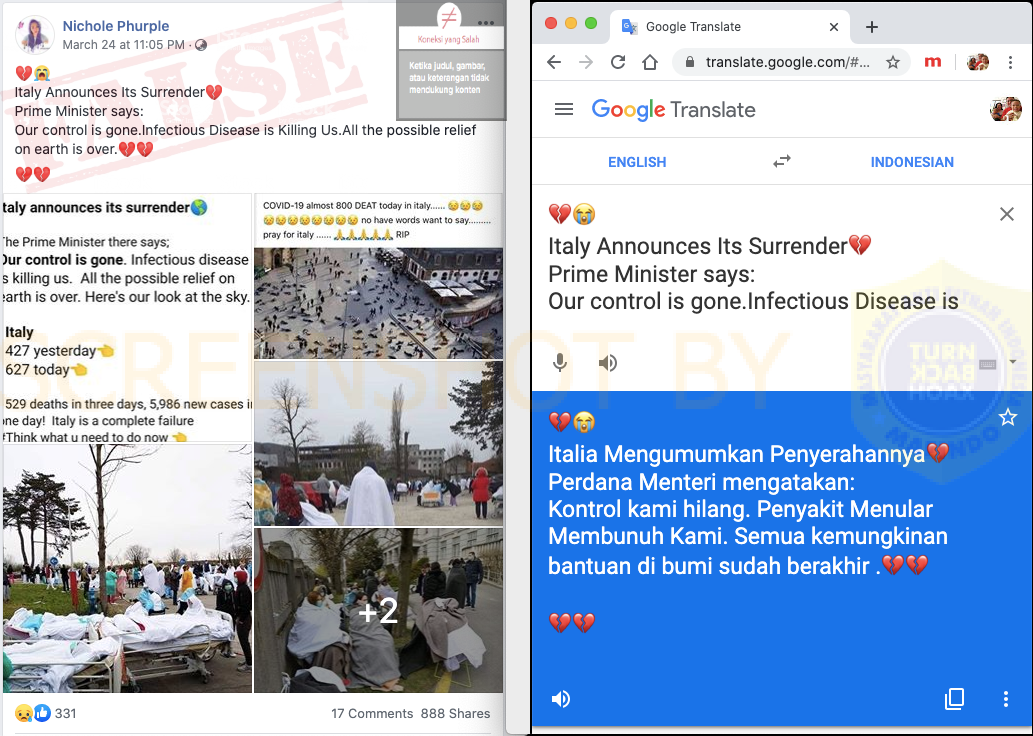 Nichole Phurple
March 24 at 11:05 PM ·
FALSE
Koneksi yang Salah
Ketika judul, gambar,
atau keterangan tidak
mendukung konten
💔😭
Italy Announces Its Surrender💔
Prime Minister says:
Our control is gone.Infectious Disease is Killing Us.All the possible relief
on earth is over.💔💔
💔💔
taly announces its surrender🌎
The Prime Minister there says;
Our control is gone. Infectious disease
is killing us. All the possible relief on
earth is over. Here's our look at the sky.
Italy
427 yesterday👈
627 today👈
529 deaths in three days, 5,986 new cases i
one day! Italy is a complete failure
#Think what u need to do now 👈
COVID-19 almost 800 DEAT today in italy...... 😢😢😢
😢😢😢😢😢😢😢😢 no have words want to say.........
pray for italy ...... 🙏🙏🙏🙏🙏 RIP
+2
331
17 Comments 888 Shares
Google Translate
translate.google.com/#...
m
Google Translate
ENGLISH
INDONESIAN
💔😭
Italy Announces Its Surrender💔
Prime Minister says:
Our control is gone.Infectious Disease is
💔😭
Italia Mengumumkan Penyerahannya💔
Perdana Menteri mengatakan:
Kontrol kami hilang. Penyakit Menular
Membunuh Kami. Semua kemungkinan
bantuan di bumi sudah berakhir .💔💔
💔💔
SCREENSHOT BY
MASYARAKAT ANTI FITNAH INDONESIA
TURN
BACK
HOAX
MAFINDO